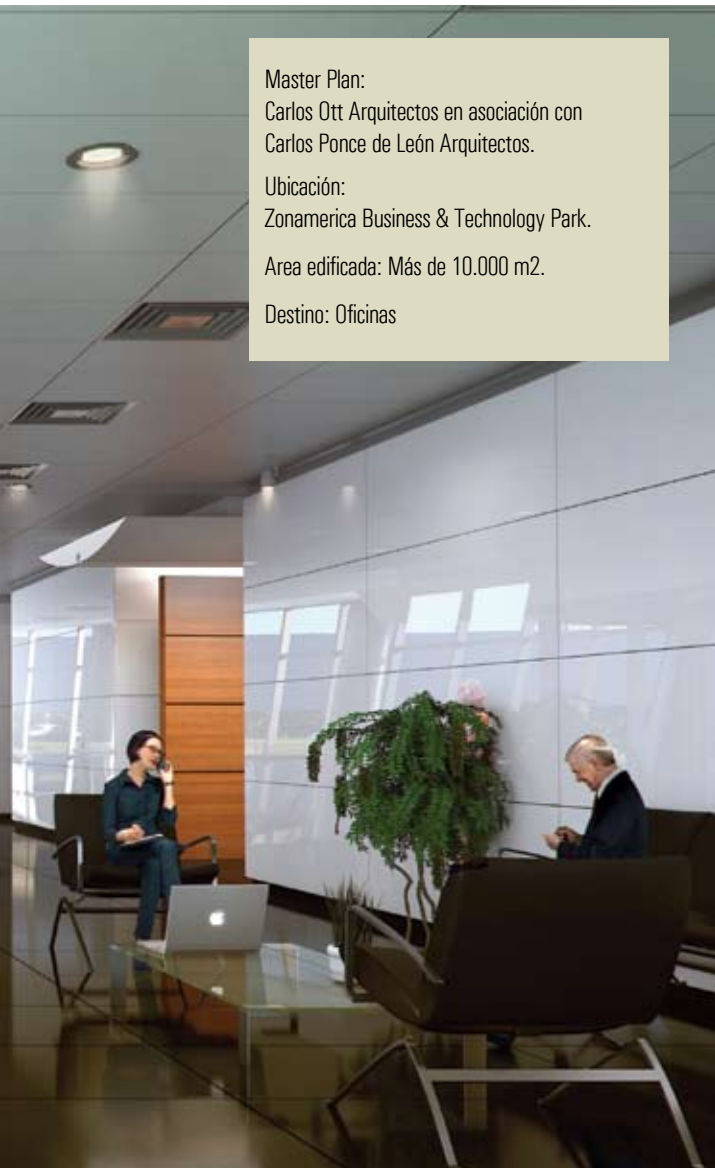 Master Plan:
Carlos Ott Arquitectos en asociación con
Carlos Ponce de León Arquitectos.
Ubicación:
Zonamerica Business & Technology Park.
Area edificada: Más de 10.000 m2.
Destino: Oficinas